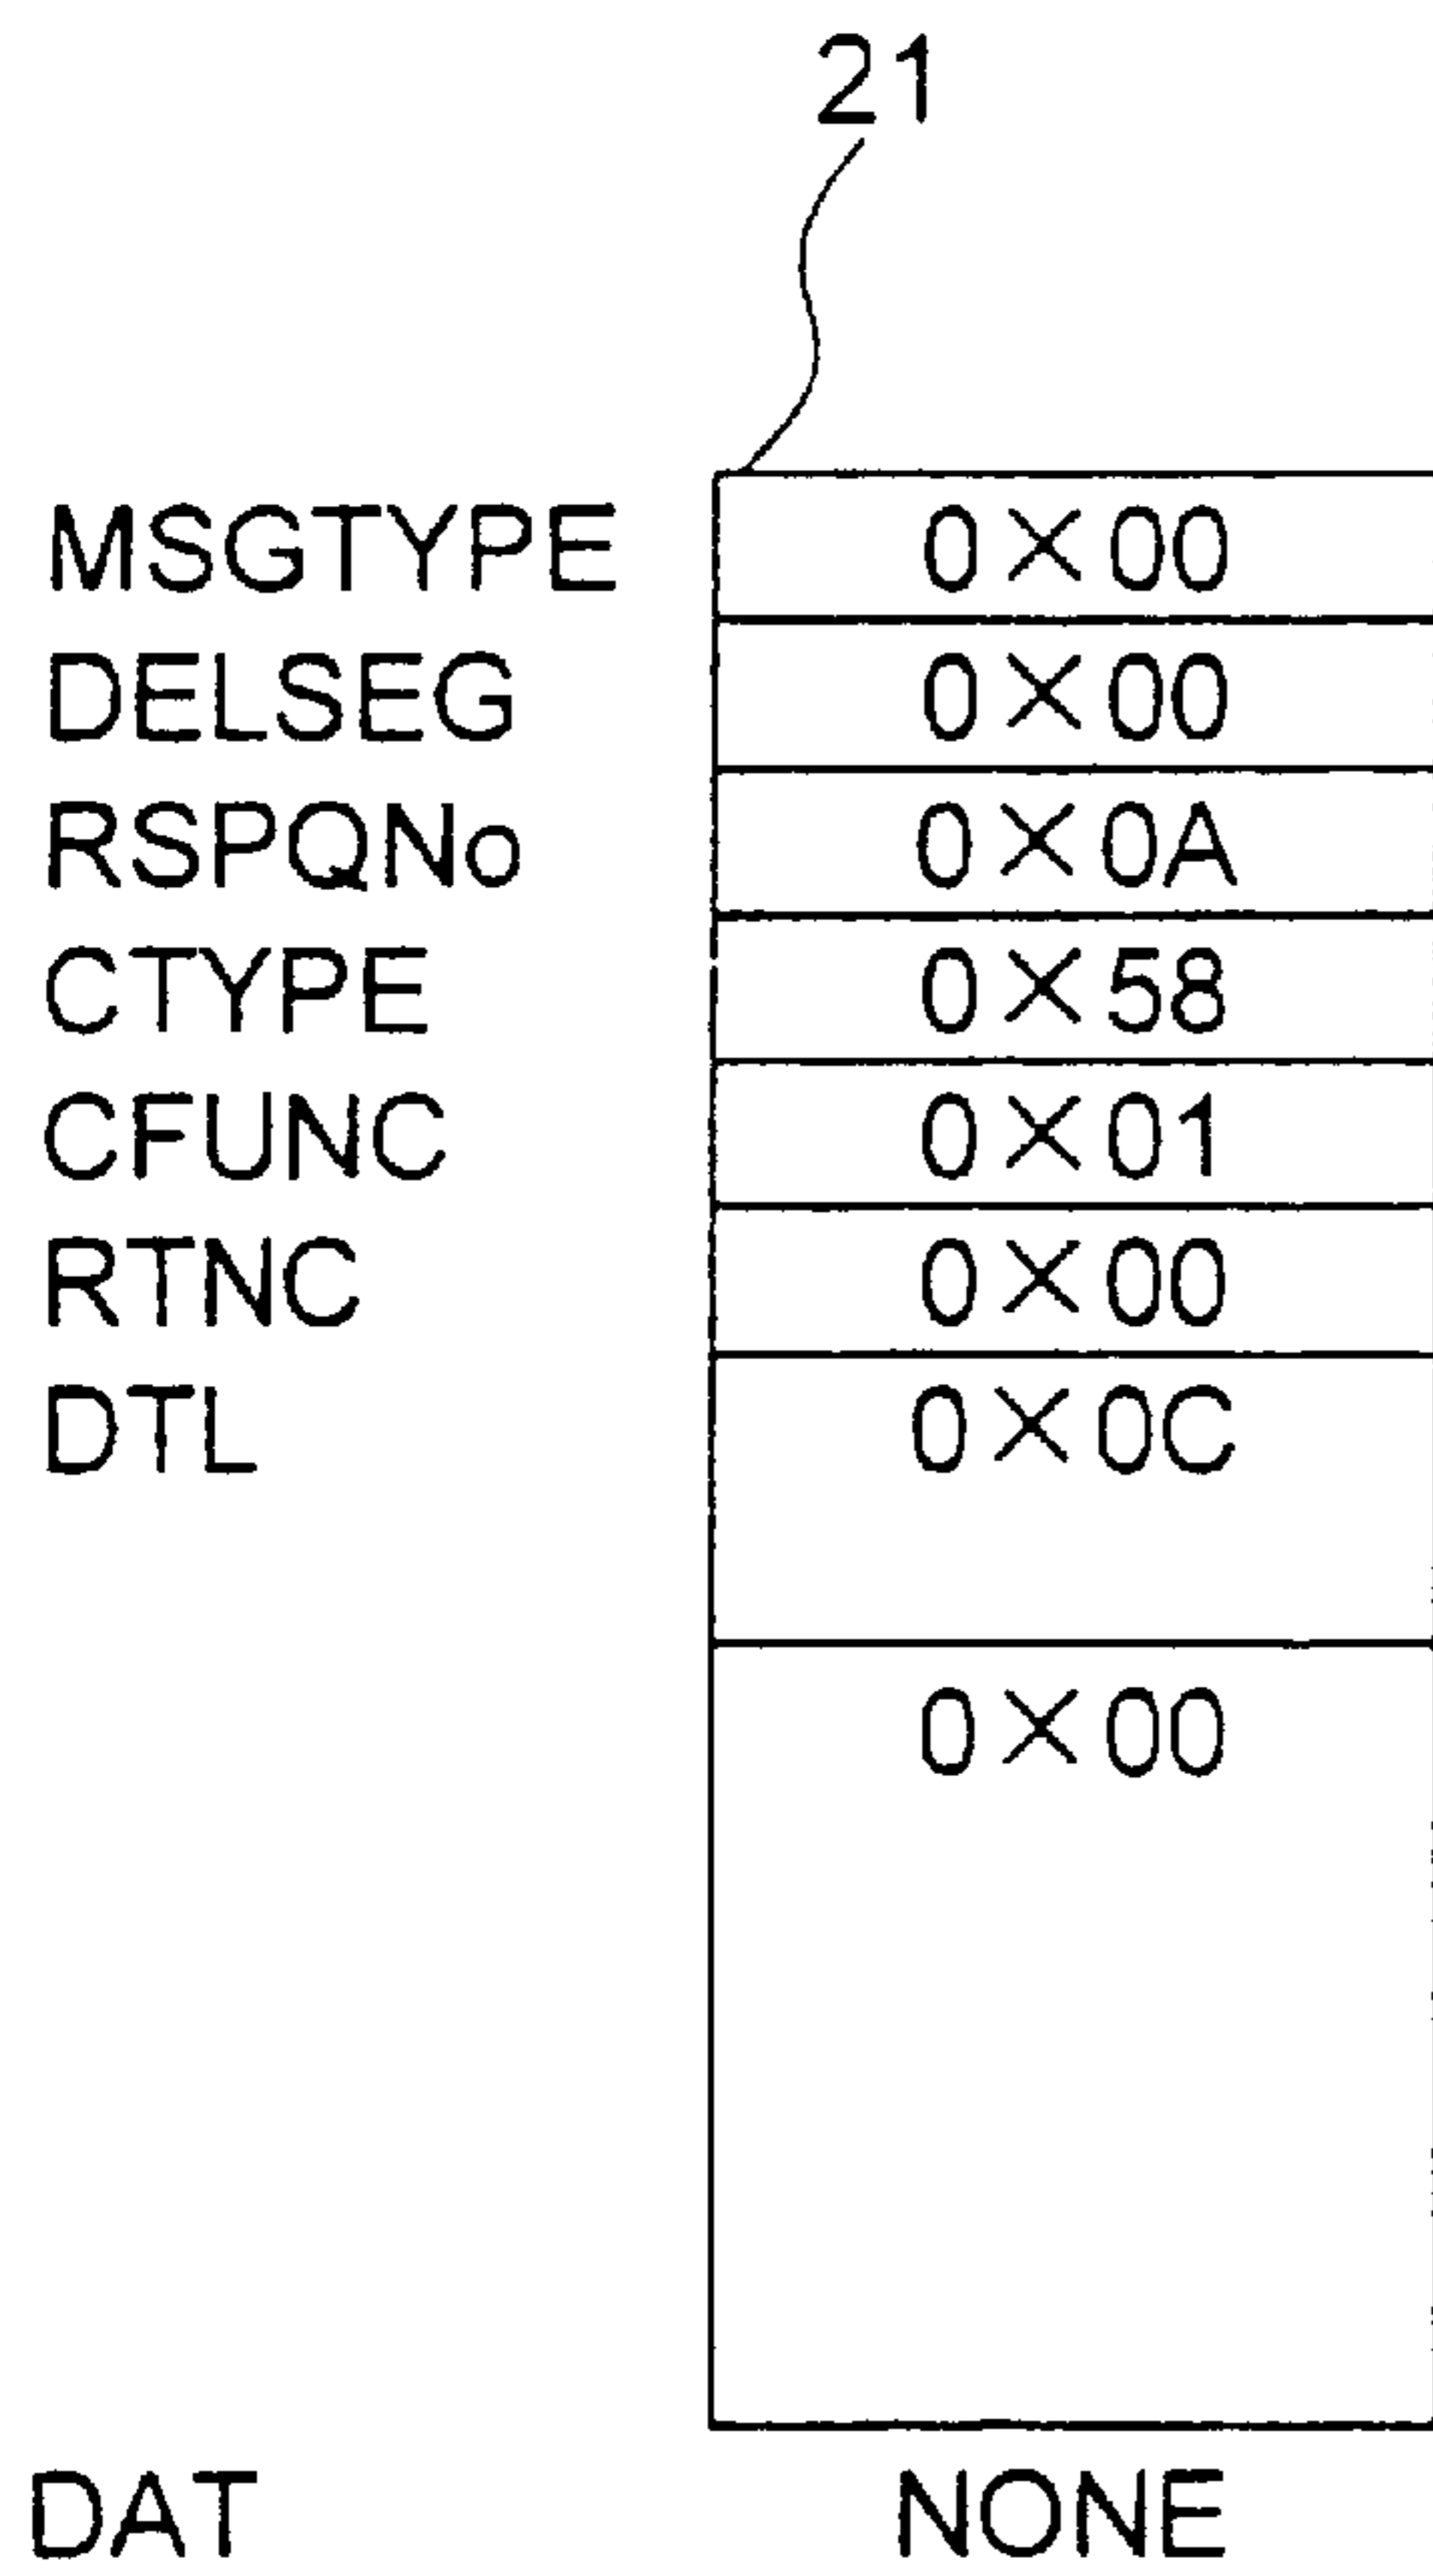 21
MSGTYPE 0×00
DELSEG 0×00
RSPQNo 0×0A
CTYPE 0×58
CFUNC 0×01
RTNC 0×00
DTL 0×0C
0×00
DAT NONE